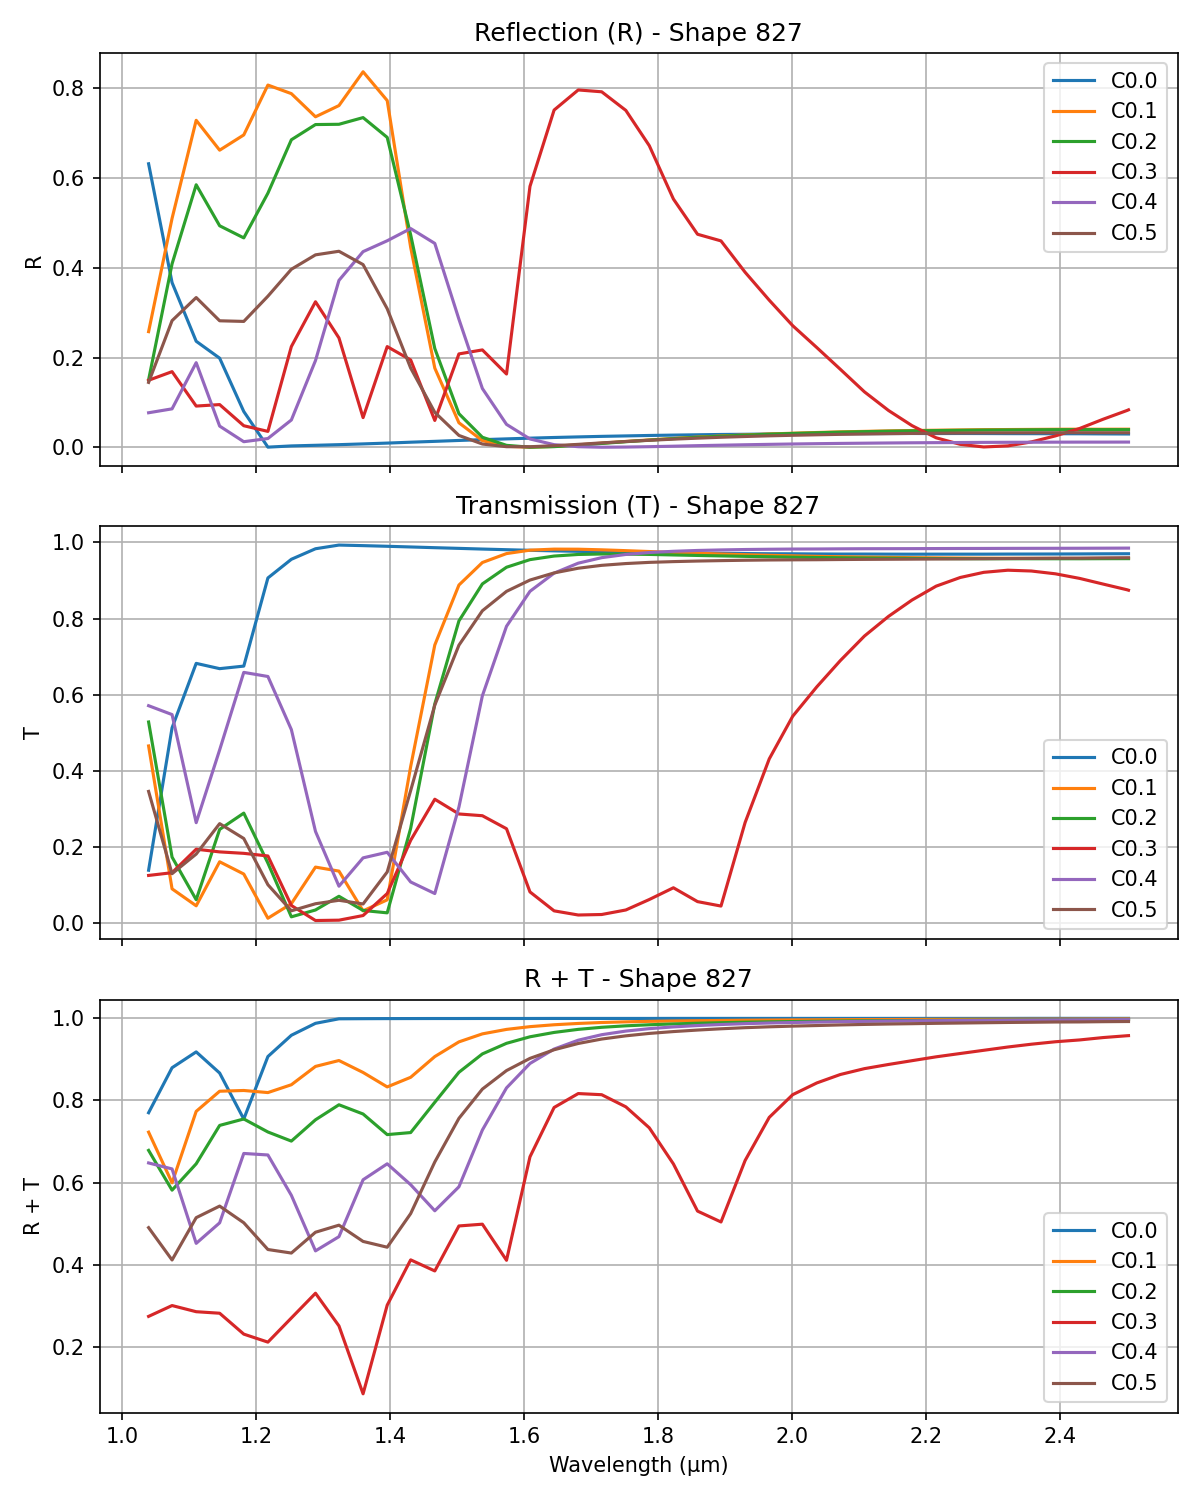 Reflection (R) - Shape 827
0.8
0.6
0.4
0.2
0.0
R
C0.0
C0.1
C0.2
C0.3
C0.4
C0.5
Transmission (T) - Shape 827
1.0
0.8
0.6
0.4
0.2
0.0
T
C0.0
C0.1
C0.2
C0.3
C0.4
C0.5
R + T - Shape 827
1.0
0.8
0.6
0.4
0.2
R + T
C0.0
C0.1
C0.2
C0.3
C0.4
C0.5
1.0 1.2 1.4 1.6 1.8 2.0 2.2 2.4
Wavelength (μm)